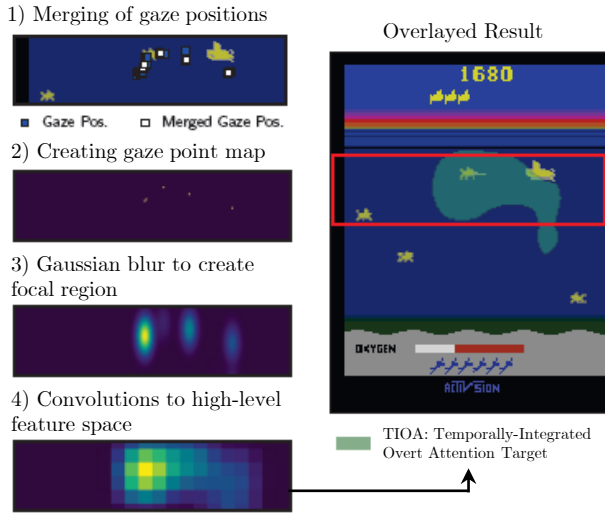 1) Merging of gaze positions
Gaze Pos.
Merged Gaze Pos.
2) Creating gaze point map
3) Gaussian blur to create
focal region
4) Convolutions to high-level
feature space
Overlayed Result
1680
OXYGEN
ACTIVISION
TIOA: Temporally-Integrated
Overt Attention Target